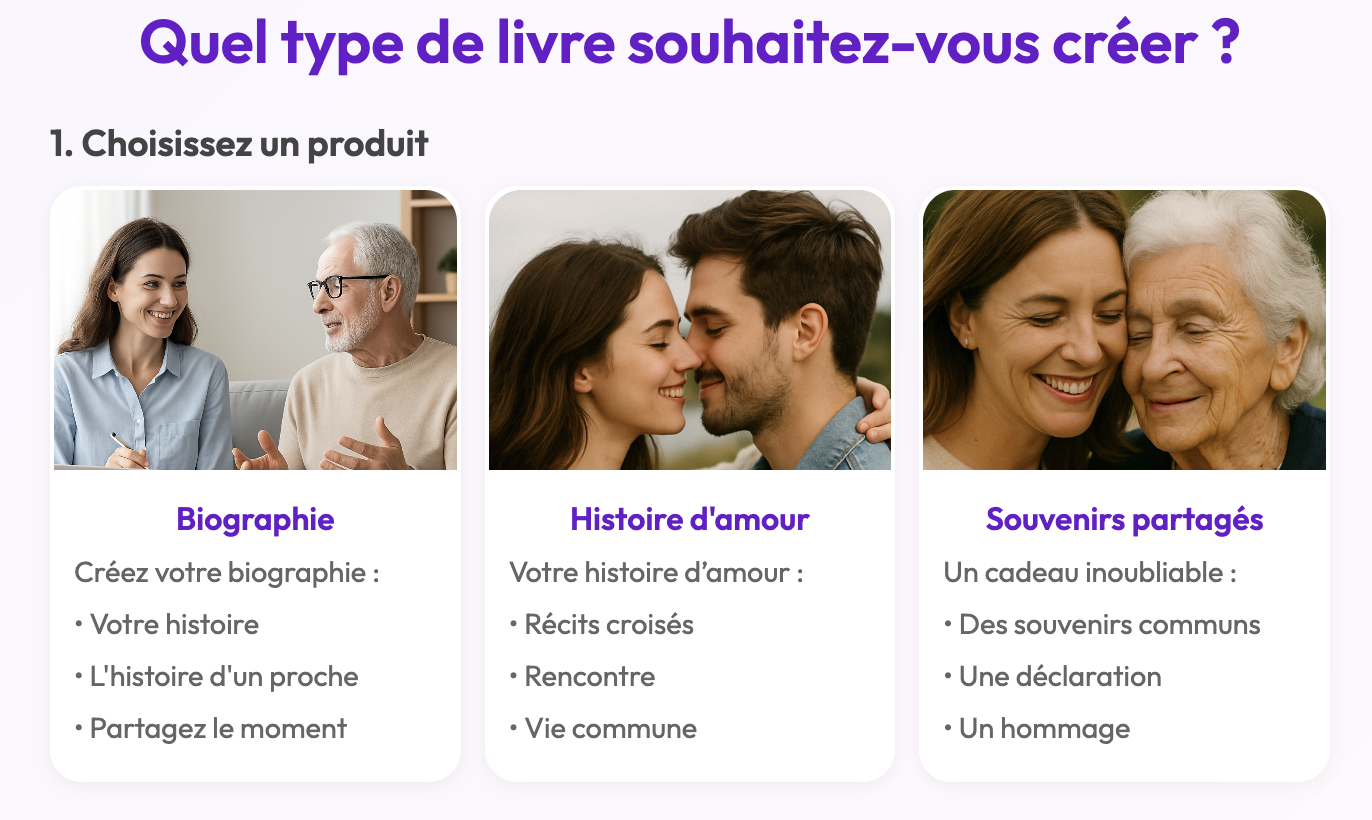 Quel type de livre souhaitez-vous créer ?
1. Choisissez un produit
Biographie
Créez votre biographie :
• Votre histoire
• L'histoire d'un proche
• Partagez le moment
Histoire d'amour
Votre histoire d’amour :
• Récits croisés
• Rencontre
• Vie commune
Souvenirs partagés
Un cadeau inoubliable :
• Des souvenirs communs
• Une déclaration
• Un hommage